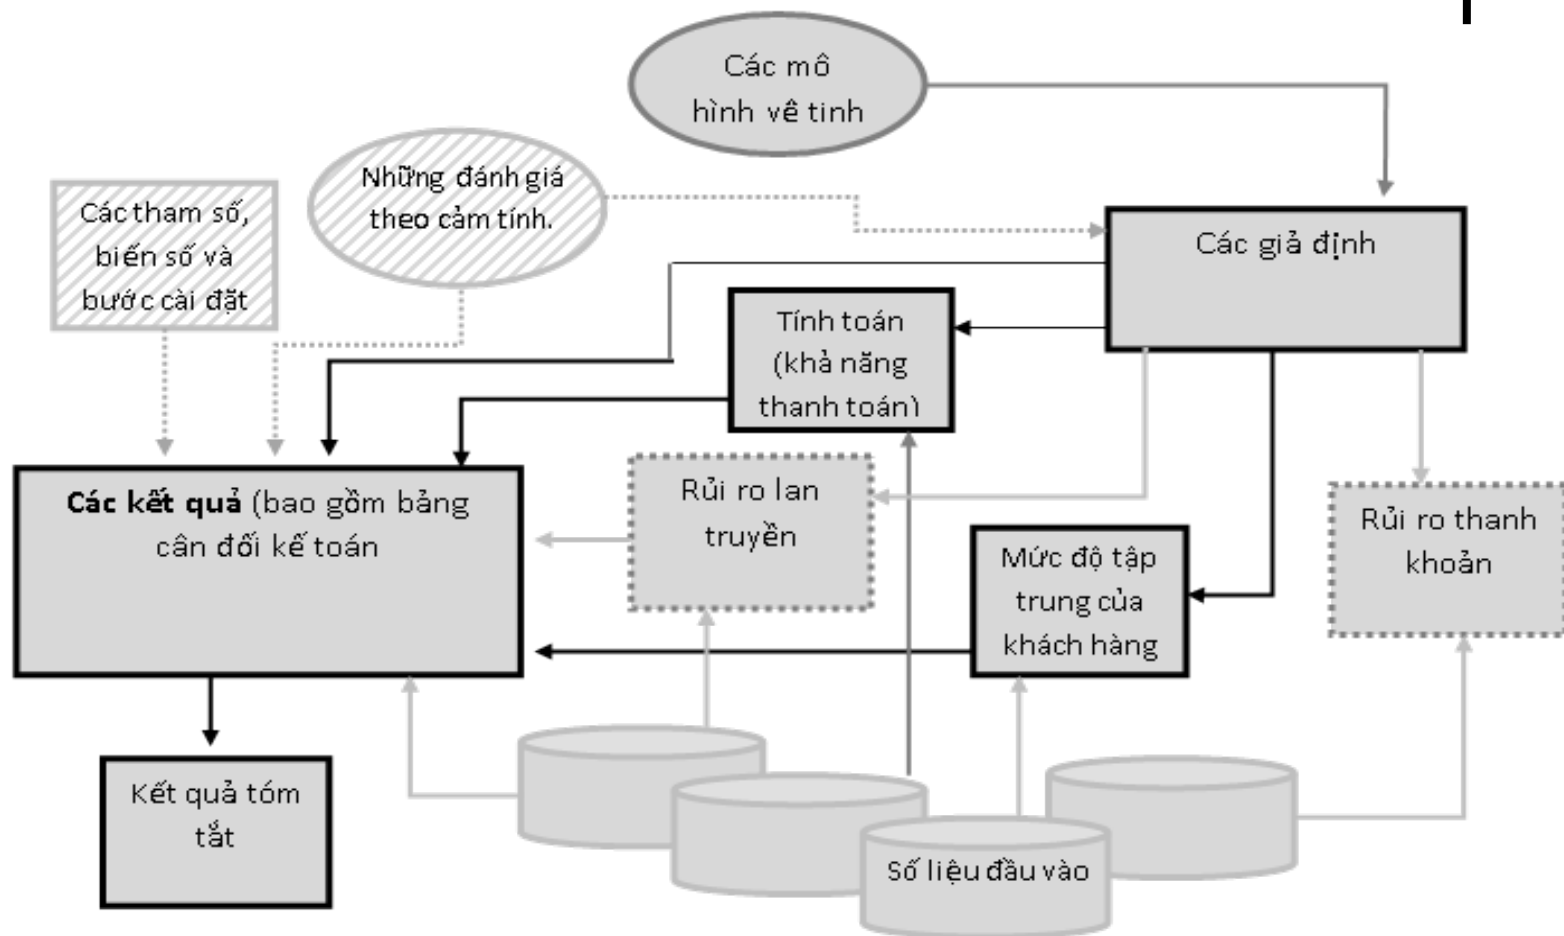 Các mô
hình vê tinh
Những đánh giá
theo cảm tính.
Các tham số,
biến số và
bước cài đặt
Các giả định
Tính toán
(khả năng
thanh toán)
Các kết quả (bao gồm bảng
cân đối kế toán
Rủi ro lan
truyền
Rủi ro thanh
khoản
Mức độ tập
trung của
khách hàng
Kết quả tóm
tắt
Số liệu đầu vào